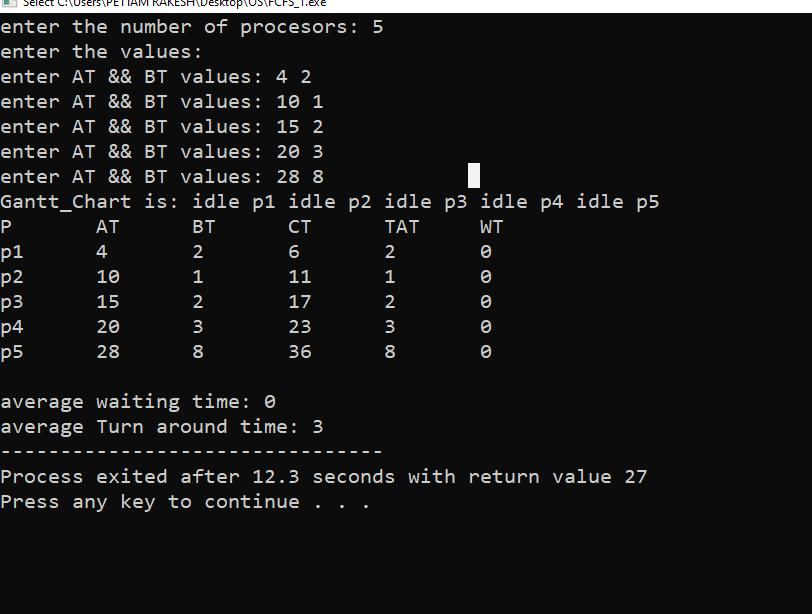 Select C:\Users\PETTAM RAKESH\Desktop\OS\FCFS_1.exe
enter the number of procesors: 5
enter the values:
enter AT && BT values: 4 2
enter AT && BT values: 10 1
enter AT && BT values: 15 2
enter AT && BT values: 20 3
enter AT && BT values: 28 8
Gantt_Chart is: idle p1 idle p2 idle p3 idle p4 idle p5
P AT BT CT TAT WT
p1 4 2 6 2 0
p2 10 1 11 1 0
p3 15 2 17 2 0
p4 20 3 23 3 0
p5 28 8 36 8 0
average waiting time: 0
average Turn around time: 3
--------------------------------
Process exited after 12.3 seconds with return value 27
Press any key to continue . . .